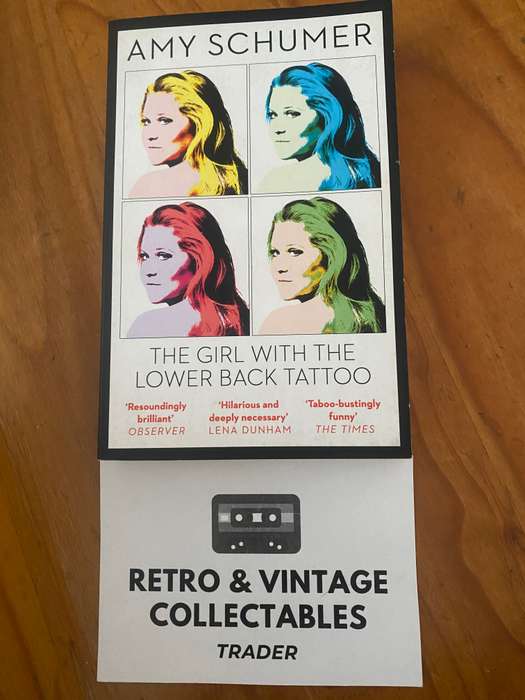 AMY SCHUMER
THE GIRL WITH THE
LOWER BACK TATTOO
'Resoundingly
brilliant'
OBSERVER
'Hilarious and
deeply necessary'
LENA DUNHAM
'Taboo-bustingly
funny'
THE TIMES
RETRO & VINTAGE
COLLECTABLES
TRADER